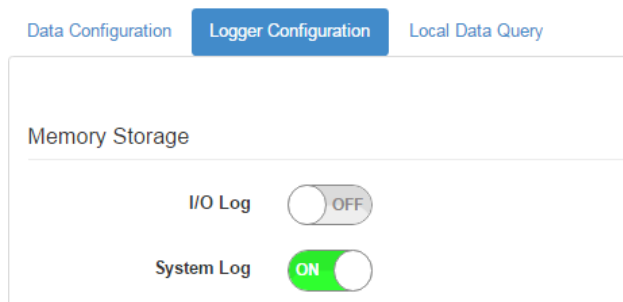 Data Configuration Logger Configuration Local Data Query
Memory Storage
I/O Log OFF
System Log ON